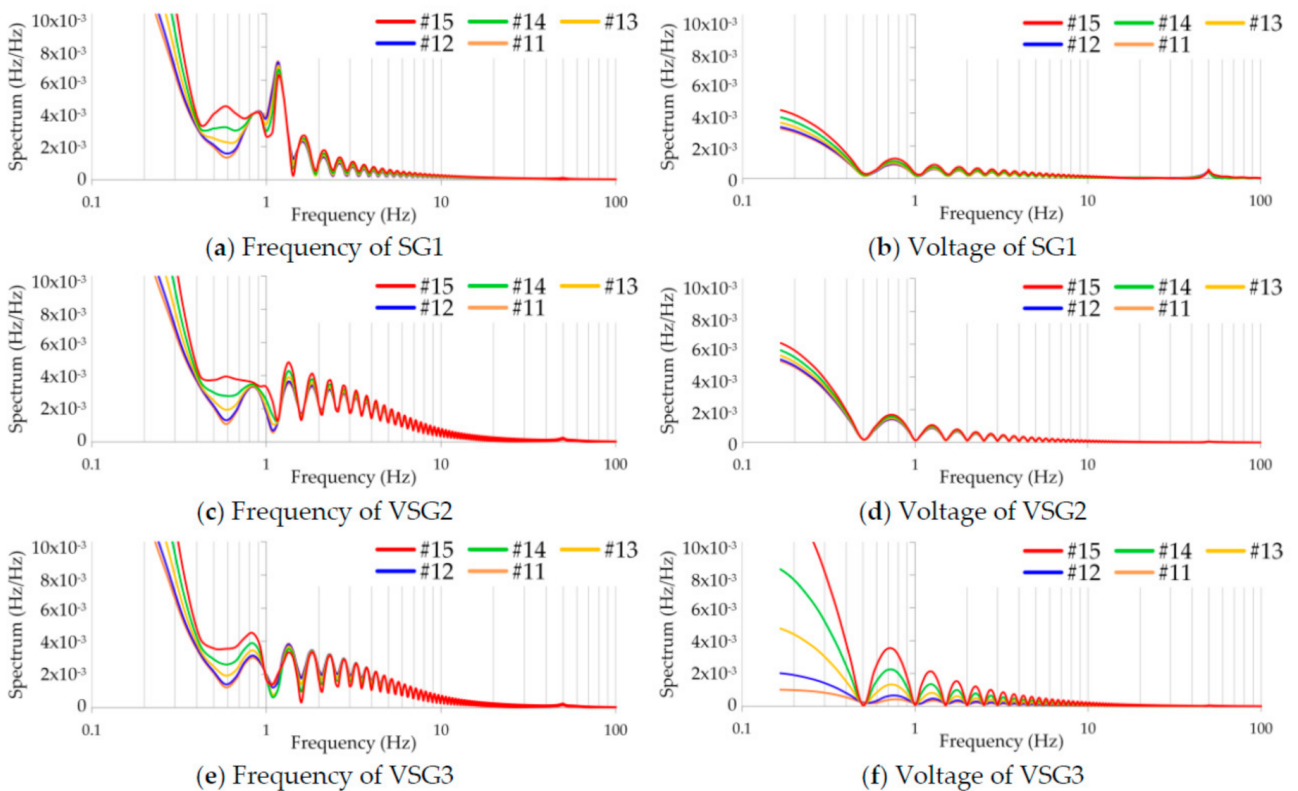 10x10⁻³
8x10⁻³
6x10⁻³
4x10⁻³
2x10⁻³
0
Spectrum (Hz/Hz)
#15 #14 #13
#12 #11
0.1 1 10 100
Frequency (Hz)
(a) Frequency of SG1
10x10⁻³
8x10⁻³
6x10⁻³
4x10⁻³
2x10⁻³
0
Spectrum (Hz/Hz)
#15 #14 #13
#12 #11
0.1 1 10 100
Frequency (Hz)
(b) Voltage of SG1
10x10⁻³
8x10⁻³
6x10⁻³
4x10⁻³
2x10⁻³
0
Spectrum (Hz/Hz)
#15 #14 #13
#12 #11
0.1 1 10 100
Frequency (Hz)
(c) Frequency of VSG2
10x10⁻³
8x10⁻³
6x10⁻³
4x10⁻³
2x10⁻³
0
Spectrum (Hz/Hz)
#15 #14 #13
#12 #11
0.1 1 10 100
Frequency (Hz)
(d) Voltage of VSG2
10x10⁻³
8x10⁻³
6x10⁻³
4x10⁻³
2x10⁻³
0
Spectrum (Hz/Hz)
#15 #14 #13
#12 #11
0.1 1 10 100
Frequency (Hz)
(e) Frequency of VSG3
10x10⁻³
8x10⁻³
6x10⁻³
4x10⁻³
2x10⁻³
0
Spectrum (Hz/Hz)
#15 #14 #13
#12 #11
0.1 1 10 100
Frequency (Hz)
(f) Voltage of VSG3